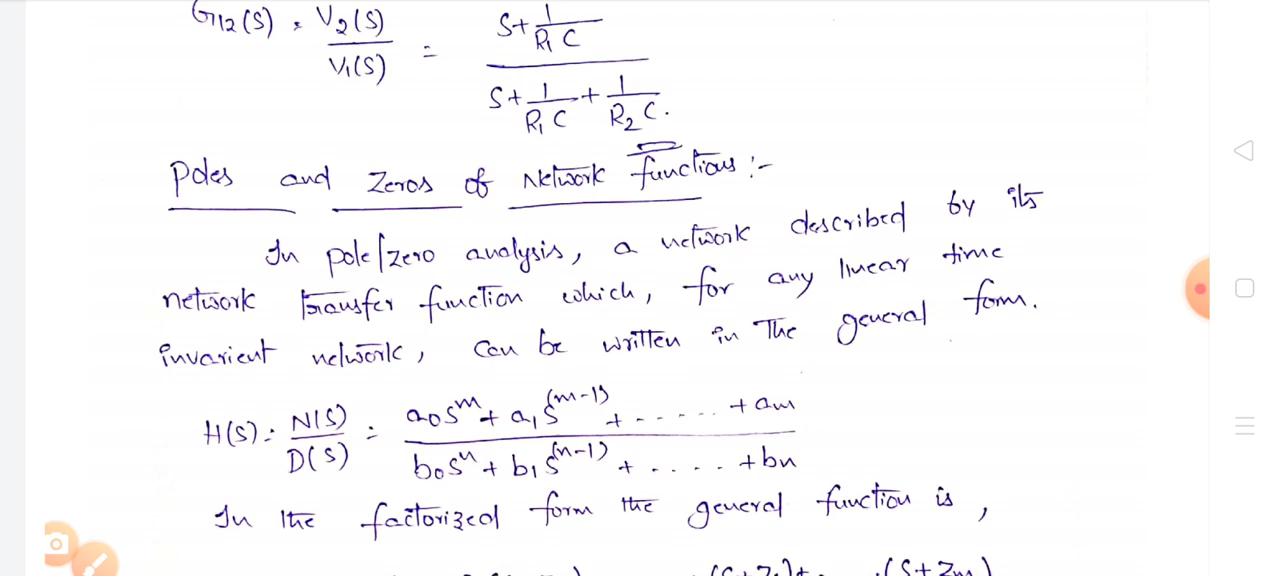 G12(S) = V2(S) / V1(S) = S+1/R1C / S+1/R1C+1/R2C.
Poles and Zeros of Network functions :-
In pole/zero analysis, a network described by its
network transfer function which, for any linear time
invarient network, can be written in The general form.
H(S) = N(S) / D(S) = a0S^m + a1S^(m-1) + ...... + am / b0S^n + b1S^(n-1) + ..... + bn
In the factorized form the general function is,
.(S+Zm)